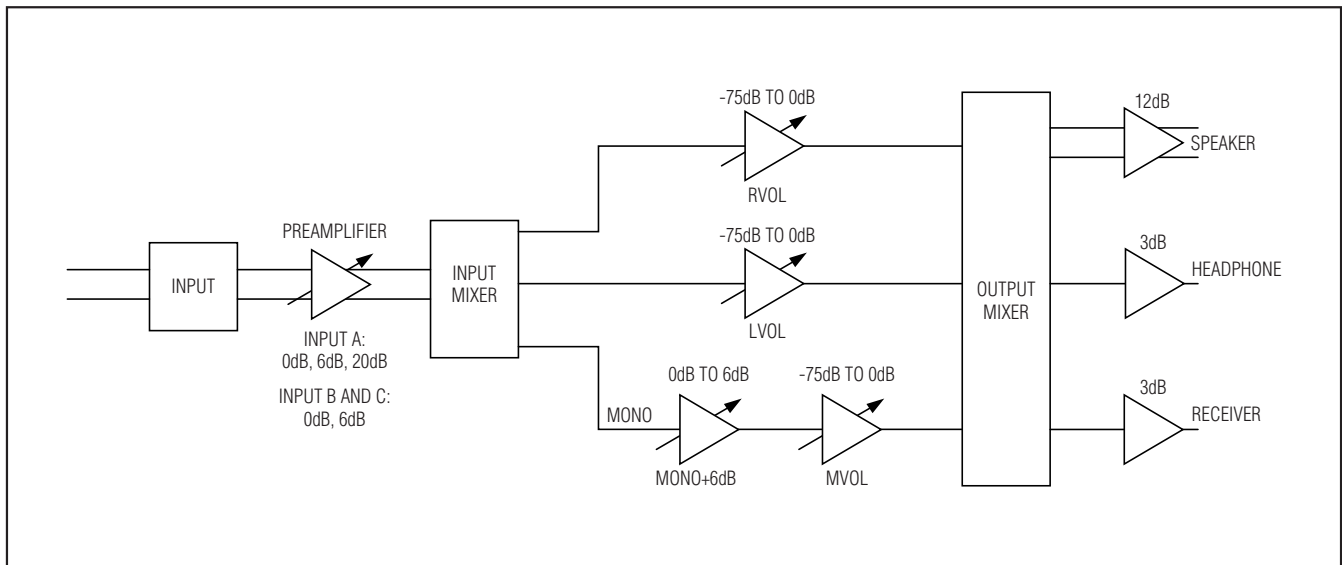 -75dB TO 0dB
RVOL
12dB
SPEAKER
INPUT
PREAMPLIFIER
INPUT A:
0dB, 6dB, 20dB
INPUT B AND C:
0dB, 6dB
INPUT
MIXER
-75dB TO 0dB
LVOL
OUTPUT
MIXER
3dB
HEADPHONE
MONO
0dB TO 6dB
MONO+6dB
-75dB TO 0dB
MVOL
3dB
RECEIVER